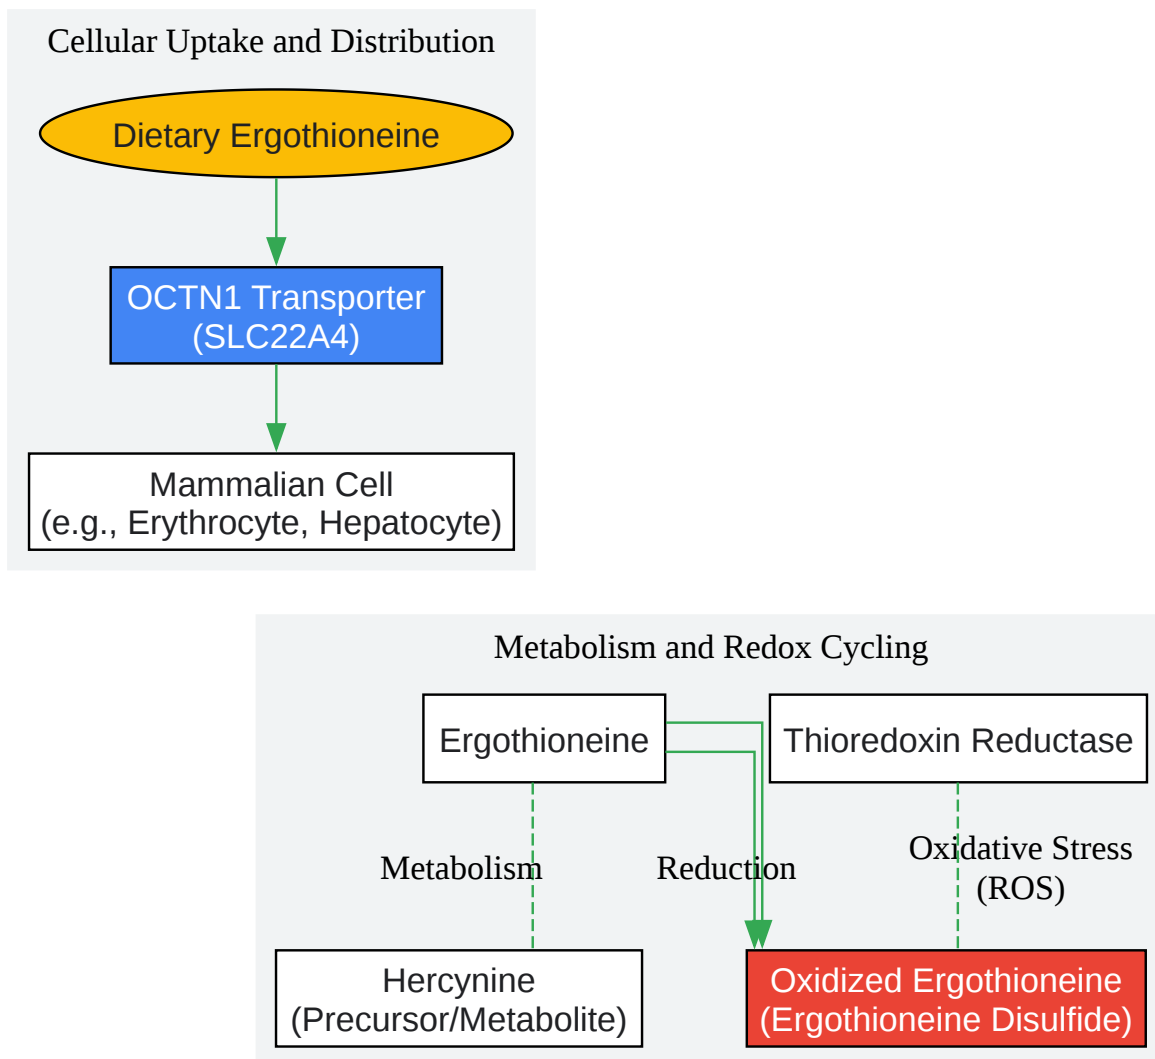 Cellular Uptake and Distribution
Dietary Ergothioneine
OCTN1 Transporter
(SLC22A4)
Mammalian Cell
(e.g., Erythrocyte, Hepatocyte)
Metabolism and Redox Cycling
Ergothioneine
Thioredoxin Reductase
Metabolism
Reduction
Oxidative Stress
(ROS)
Hercynine
(Precursor/Metabolite)
Oxidized Ergothioneine
(Ergothioneine Disulfide)